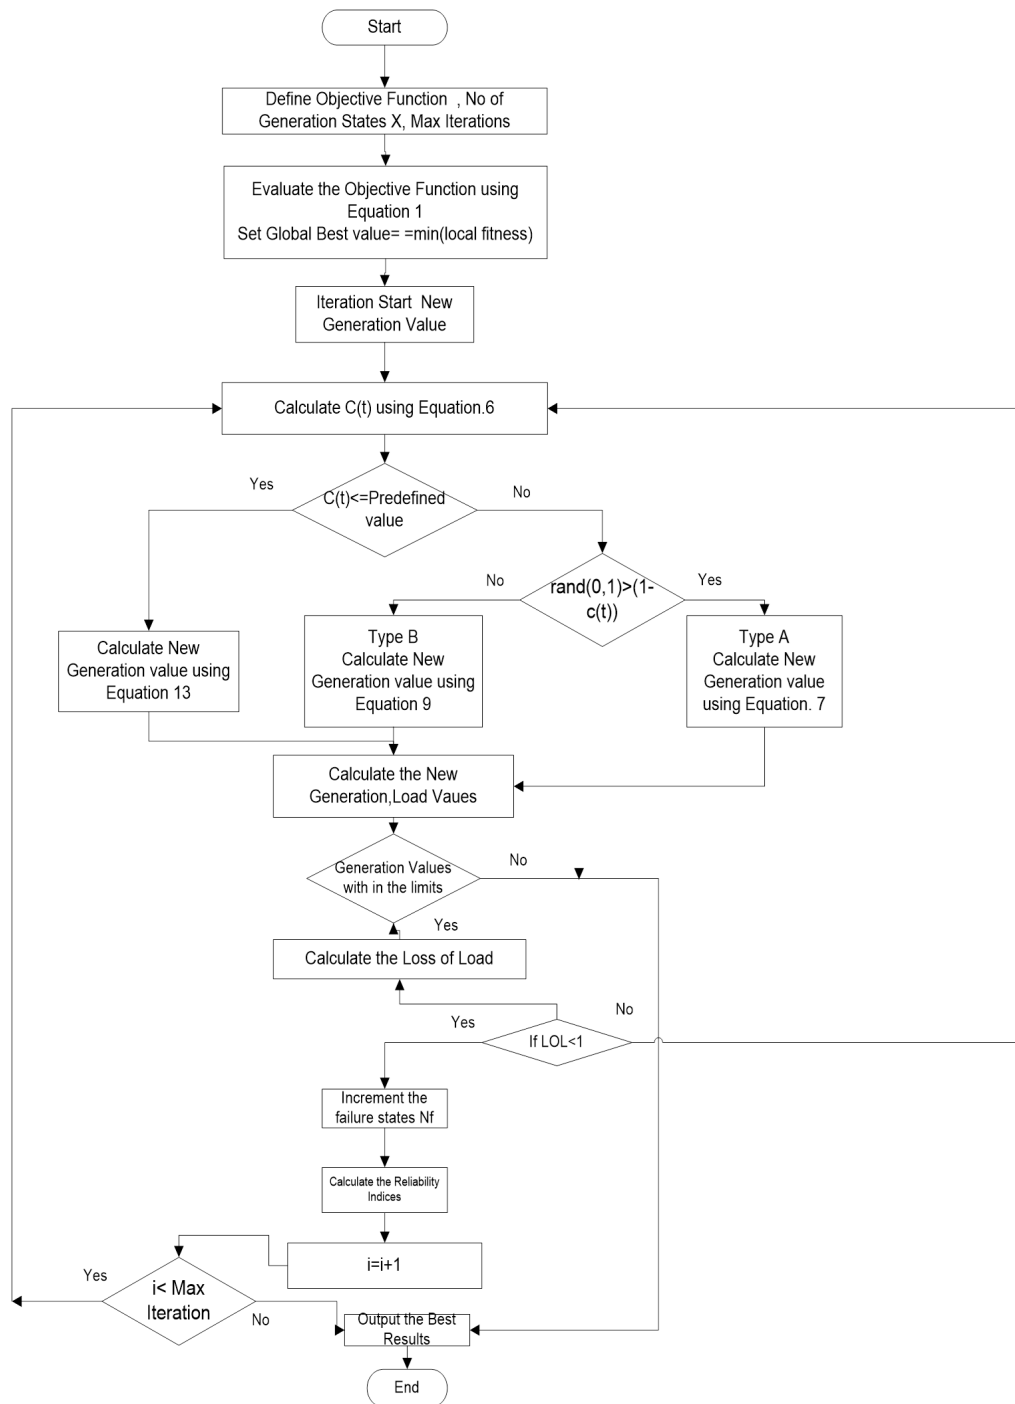 Start
Define Objective Function , No of
Generation States X, Max Iterations
Evaluate the Objective Function using
Equation 1
Set Global Best value= =min(local fitness)
Iteration Start New
Generation Value
Calculate C(t) using Equation.6
Yes
C(t)<=Predefined
value
No
No
rand(0,1)>(1-
c(t))
Yes
Calculate New
Generation value using
Equation 13
Type B
Calculate New
Generation value using
Equation 9
Type A
Calculate New
Generation value
using Equation. 7
Calculate the New
Generation,Load Vaues
Generation Values
with in the limits
No
Yes
Calculate the Loss of Load
Yes
If LOL<1
No
Increment the
failure states Nf
Calculate the Reliability
Indices
i=i+1
Yes
i< Max
Iteration
No
Output the Best
Results
End